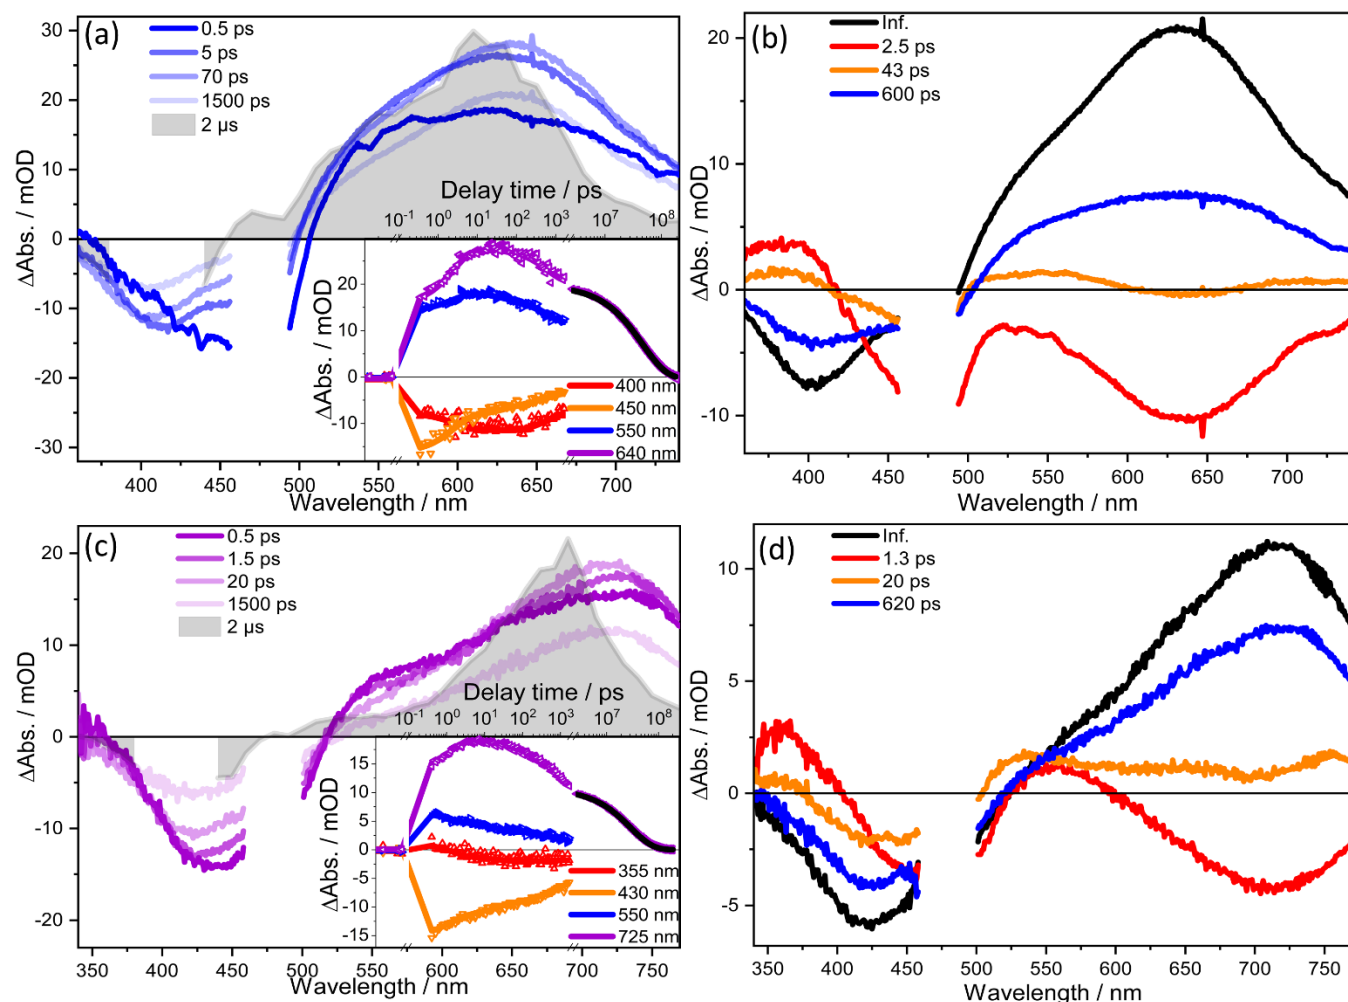 (a)
0.5 ps
5 ps
70 ps
1500 ps
2 µs
30
20
10
0
-10
-20
-30
ΔAbs. / mOD
400 450 500 550 600 650 700
Wavelength / nm
Delay time / ps
10⁻¹ 10⁰ 10¹ 10² 10³ 10⁷ 10⁸
20
10
0
-10
ΔAbs. / mOD
400 nm
450 nm
550 nm
640 nm
(b)
Inf.
2.5 ps
43 ps
600 ps
20
10
0
-10
ΔAbs. / mOD
400 450 500 550 600 650 700
Wavelength / nm
(c)
0.5 ps
1.5 ps
20 ps
1500 ps
2 µs
20
10
0
-10
-20
ΔAbs. / mOD
350 400 450 500 550 600 650 700 750
Wavelength / nm
Delay time / ps
10⁻¹ 10⁰ 10¹ 10² 10³ 10⁷ 10⁸
15
10
5
0
-5
-10
-15
ΔAbs. / mOD
355 nm
430 nm
550 nm
725 nm
(d)
Inf.
1.3 ps
20 ps
620 ps
10
5
0
-5
ΔAbs. / mOD
350 400 450 500 550 600 650 700 750
Wavelength / nm